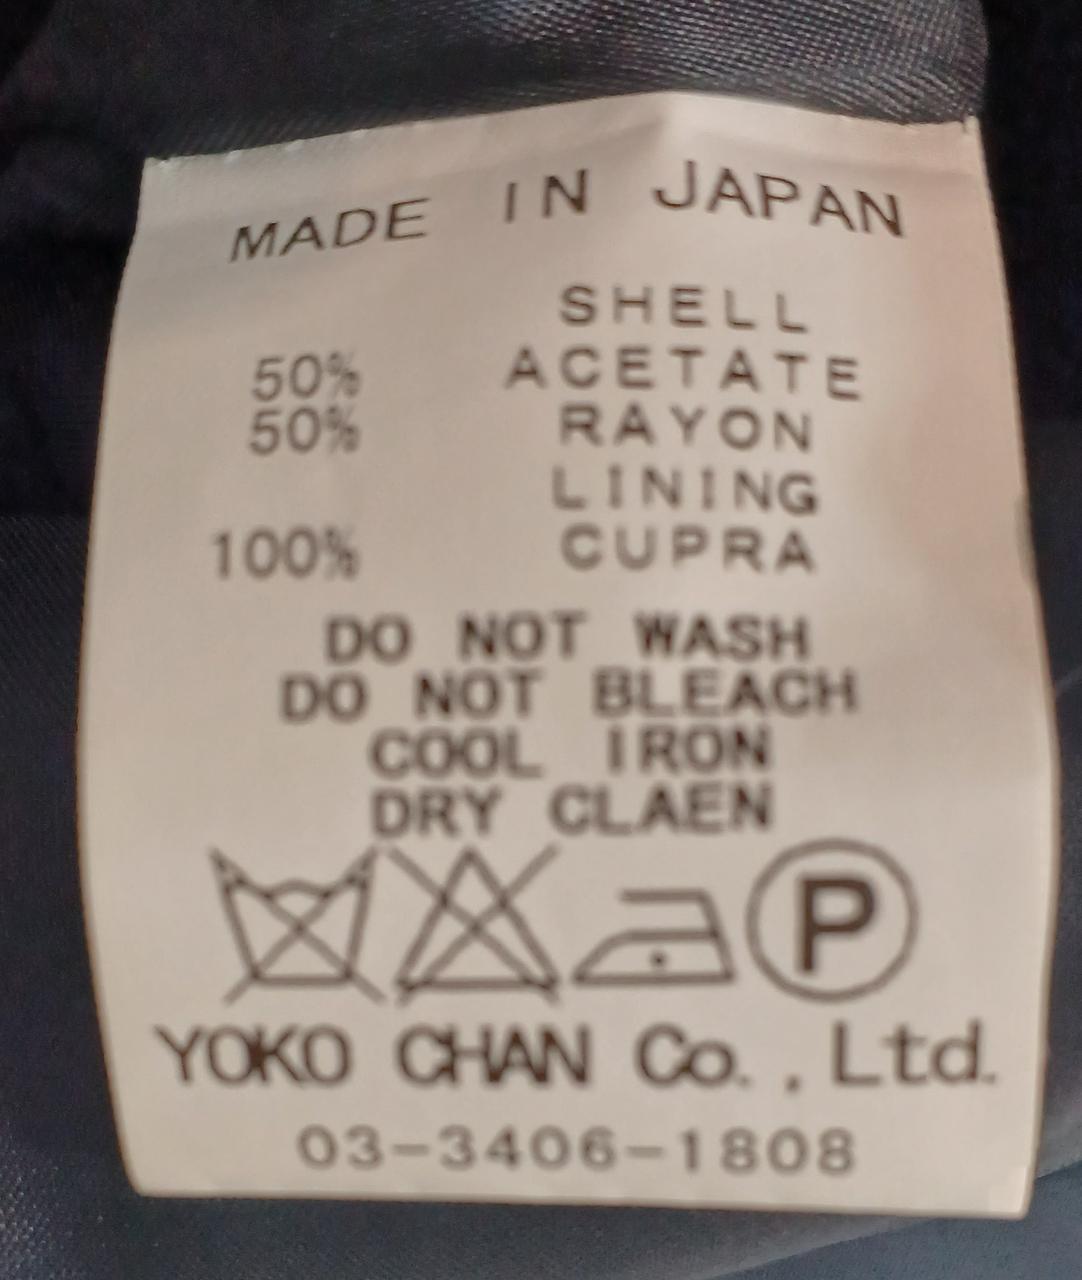 MADE IN JAPAN
SHELL
50% ACETATE
50% RAYON
LINING
100% CUPRA
DO NOT WASH
DO NOT BLEACH
COOL IRON
DRY CLAEN
P
YOKO CHAN Co., Ltd.
03-3406-1808